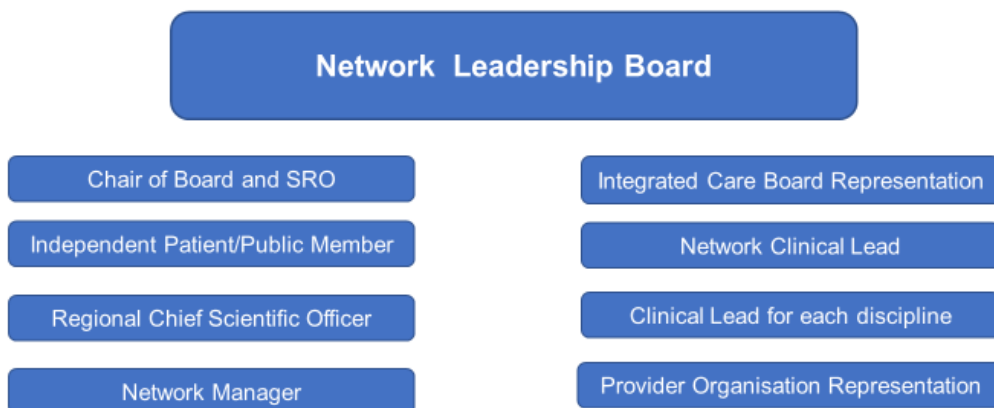 Network Leadership Board
Chair of Board and SRO
Integrated Care Board Representation
Independent Patient/Public Member
Network Clinical Lead
Regional Chief Scientific Officer
Clinical Lead for each discipline
Network Manager
Provider Organisation Representation